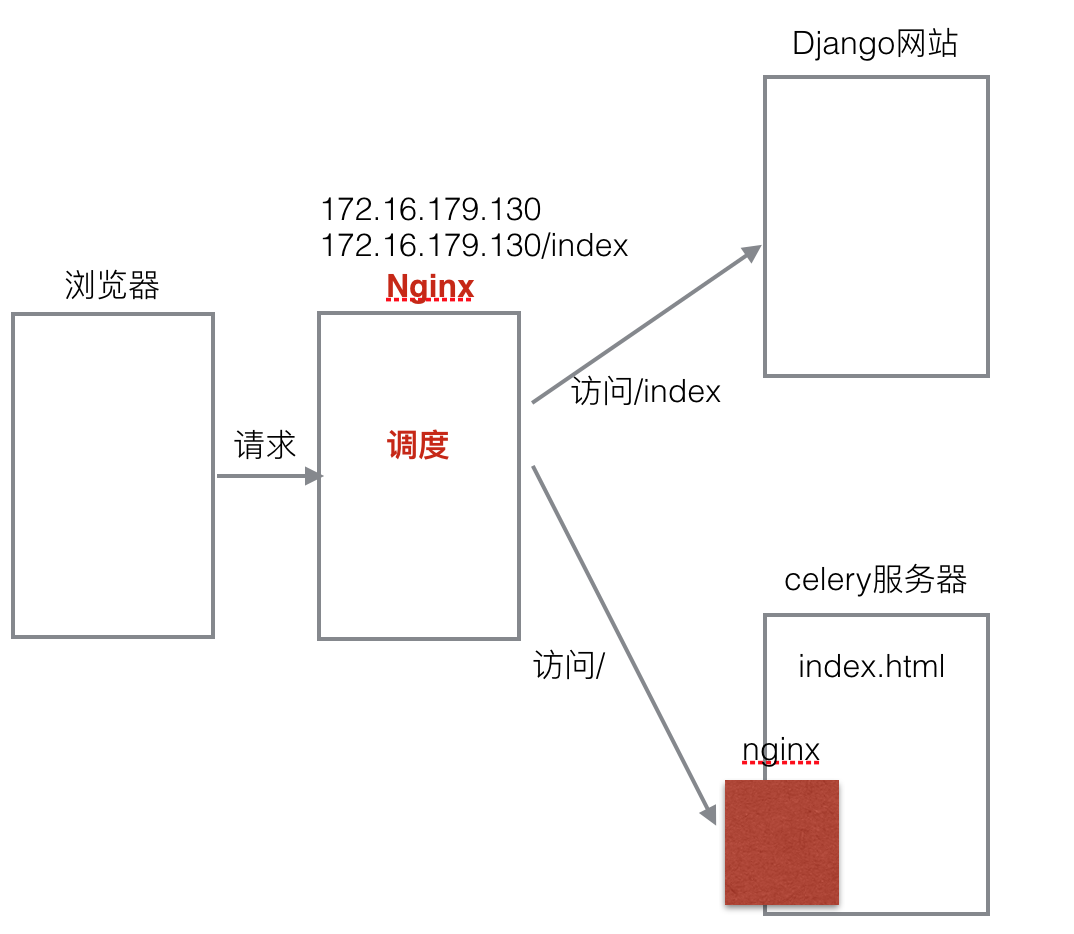 Django网站
172.16.179.130
172.16.179.130/index
Nginx
浏览器
访问/index
请求
调度
celery服务器
访问/
index.html
nginx